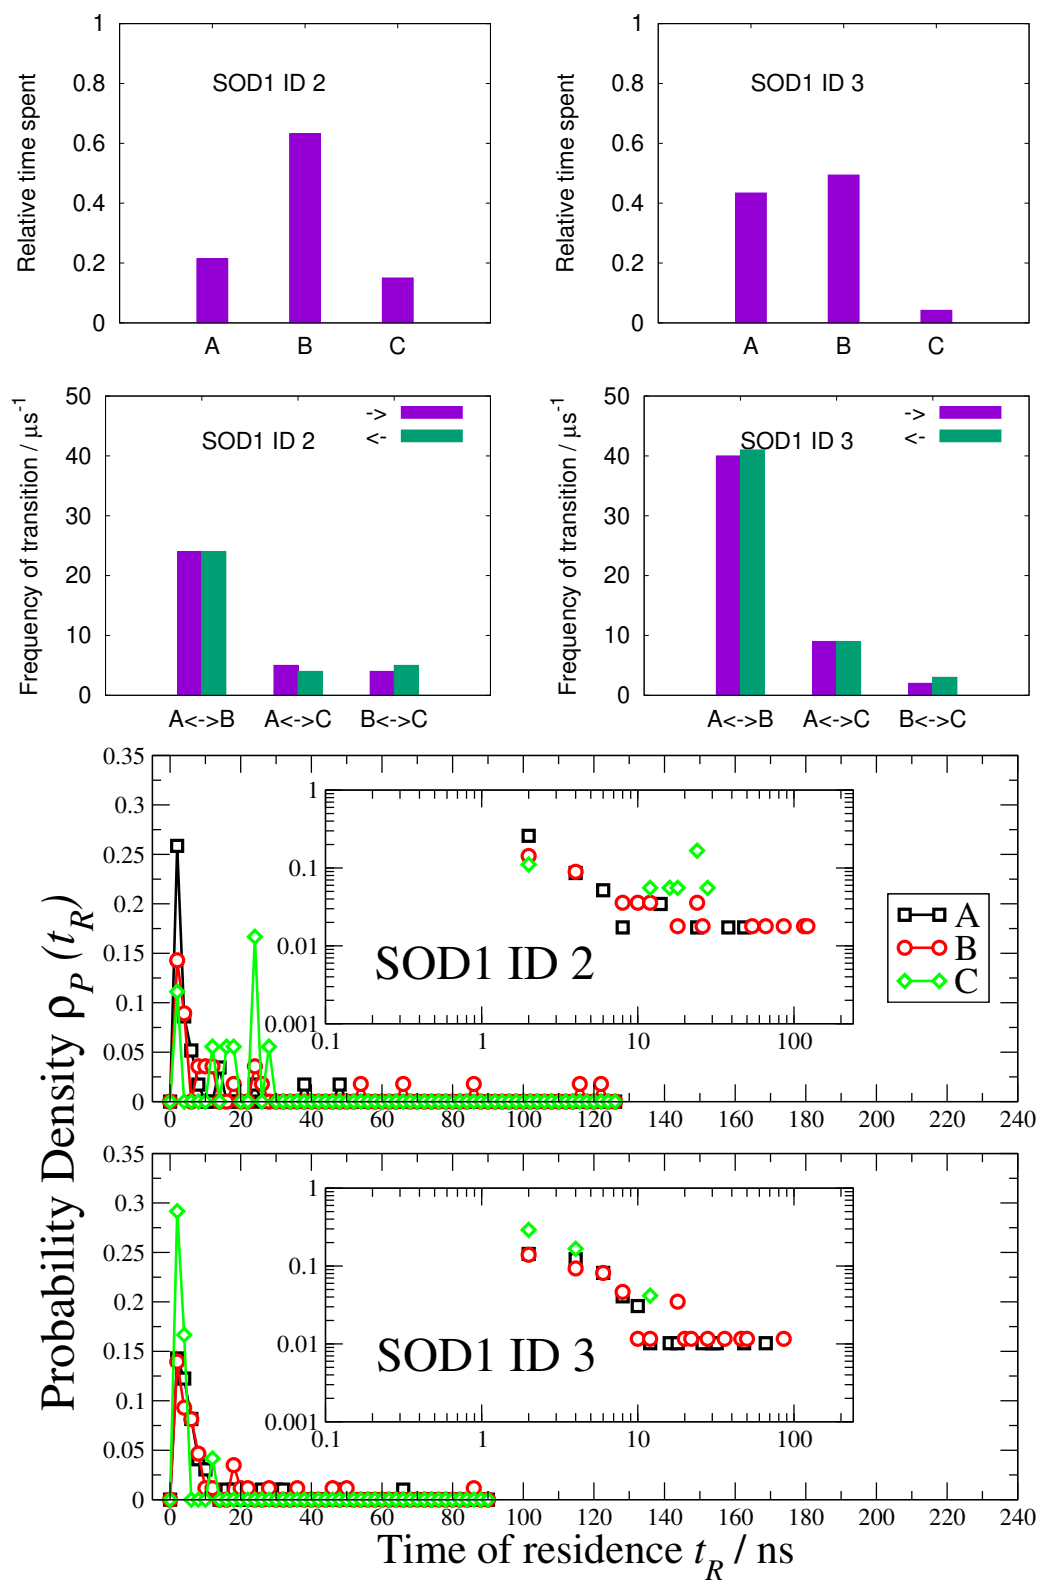 Relative time spent
1
0.8
0.6
0.4
0.2
0
SOD1 ID 2
A B C
Relative time spent
1
0.8
0.6
0.4
0.2
0
SOD1 ID 3
A B C
Frequency of transition / μs⁻¹
50
40
30
20
10
0
SOD1 ID 2
->
<-
A<->B A<->C B<->C
Frequency of transition / μs⁻¹
50
40
30
20
10
0
SOD1 ID 3
->
<-
A<->B A<->C B<->C
Probability Density ρ_P (t_R)
0.35
0.3
0.25
0.2
0.15
0.1
0.05
0
0 20 40 60 80 100 120 140 160 180 200 220 240
1
0.1
0.01
0.001
0.1 1 10 100
SOD1 ID 2
A
B
C
0.35
0.3
0.25
0.2
0.15
0.1
0.05
0
0 20 40 60 80 100 120 140 160 180 200 220 240
1
0.1
0.01
0.001
0.1 1 10 100
SOD1 ID 3
Time of residence t_R / ns